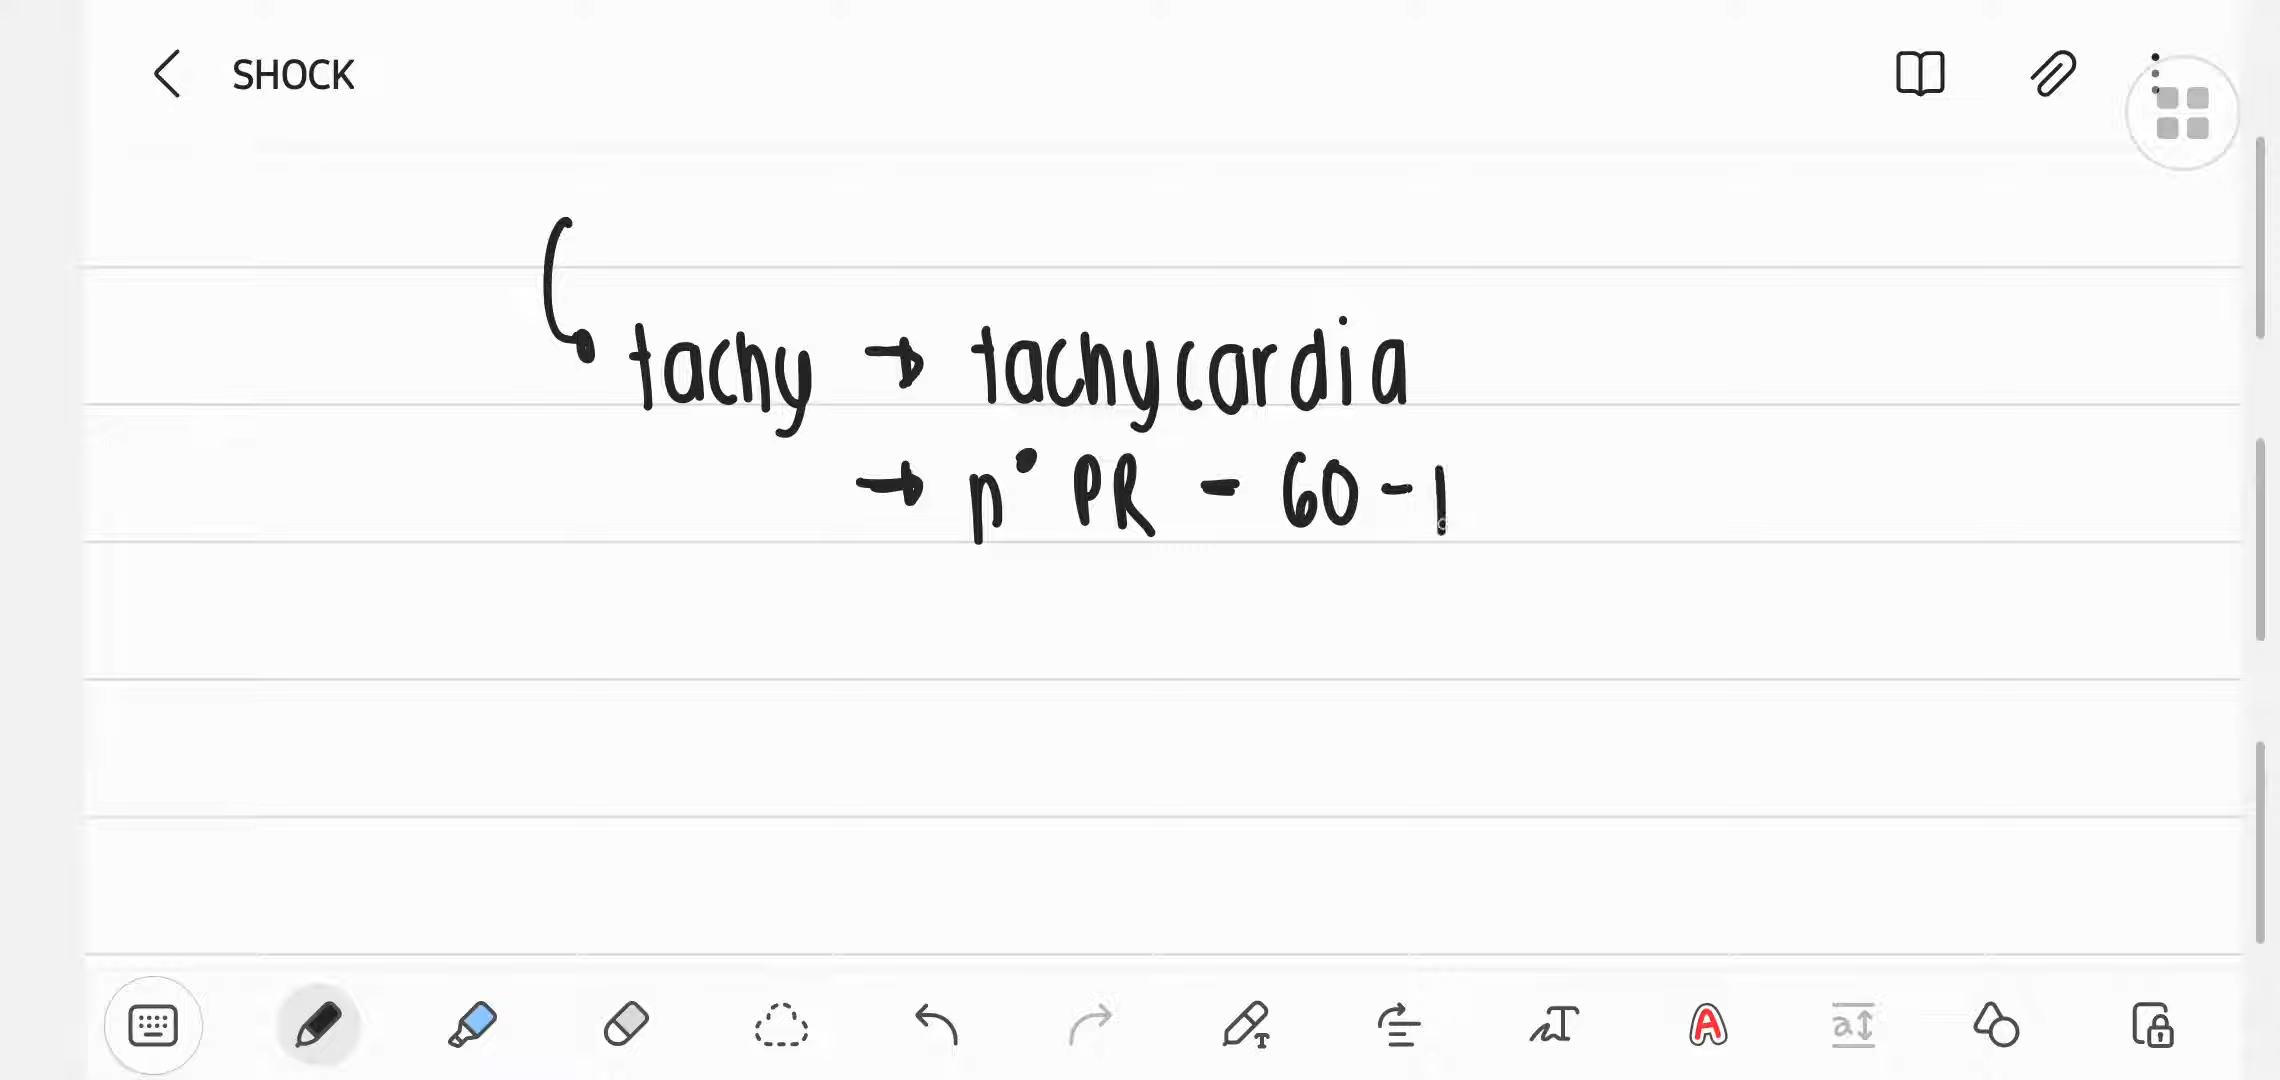 SHOCK
tachy → tachycardia
→ n° PR - 60-1